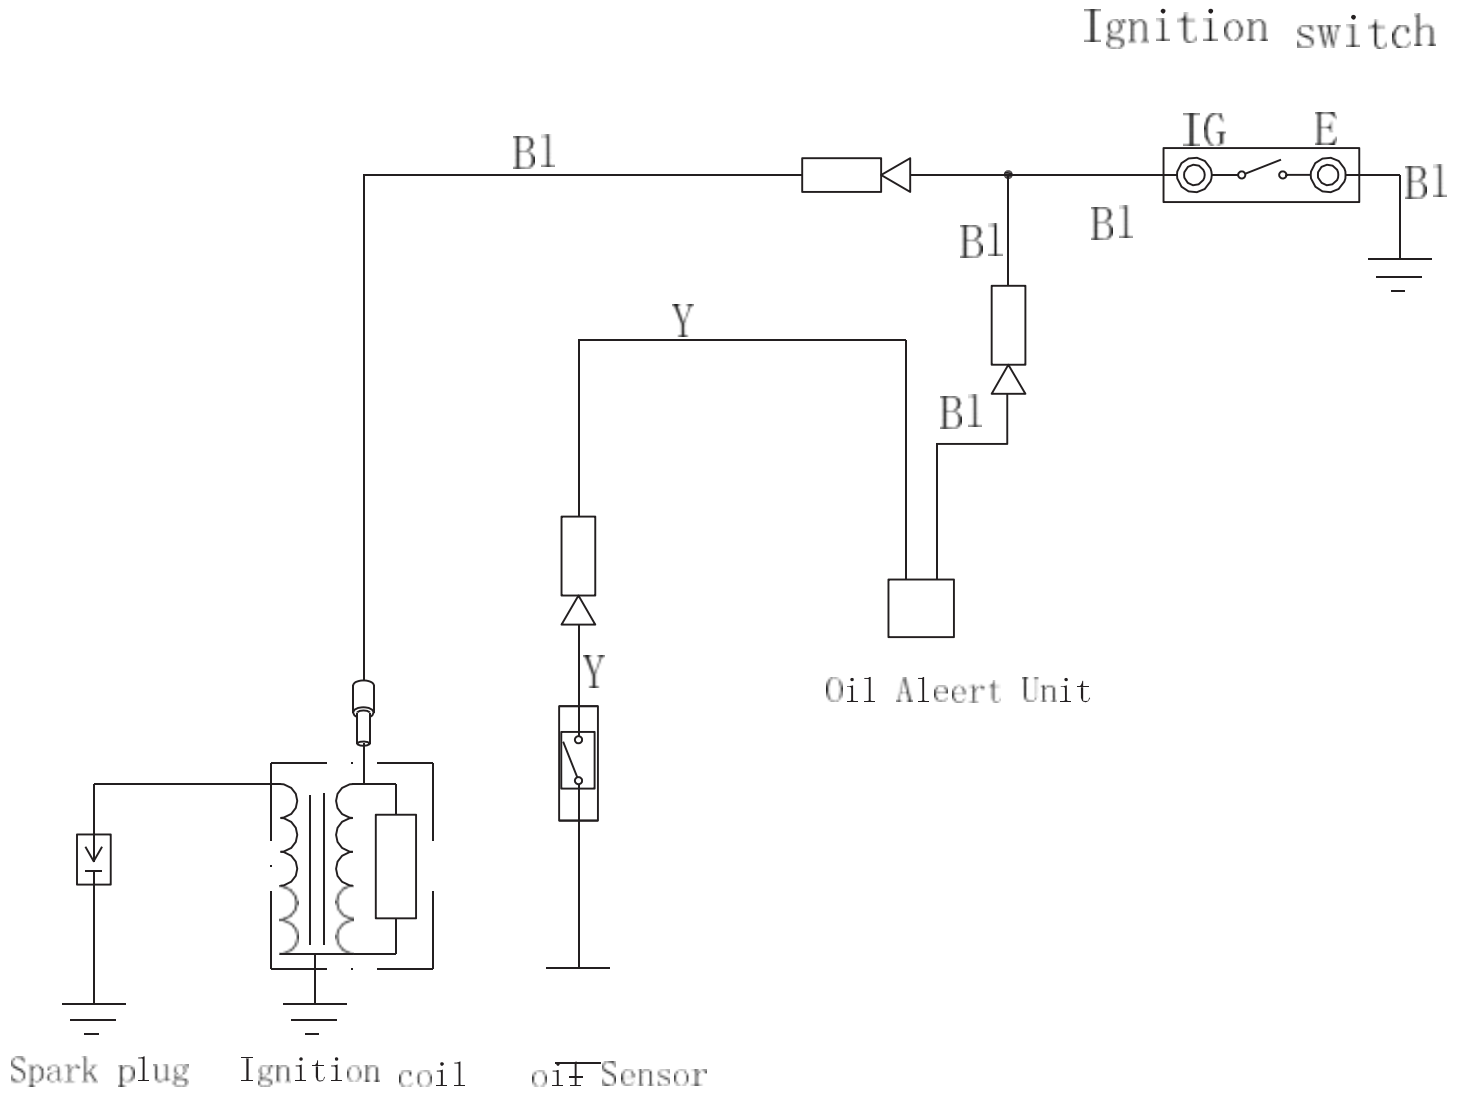 Ignition switch
IG E
Bl
Bl
Bl
Bl
Y
Bl
Y
Oil Aleert Unit
Spark plug Ignition coil oil Sensor